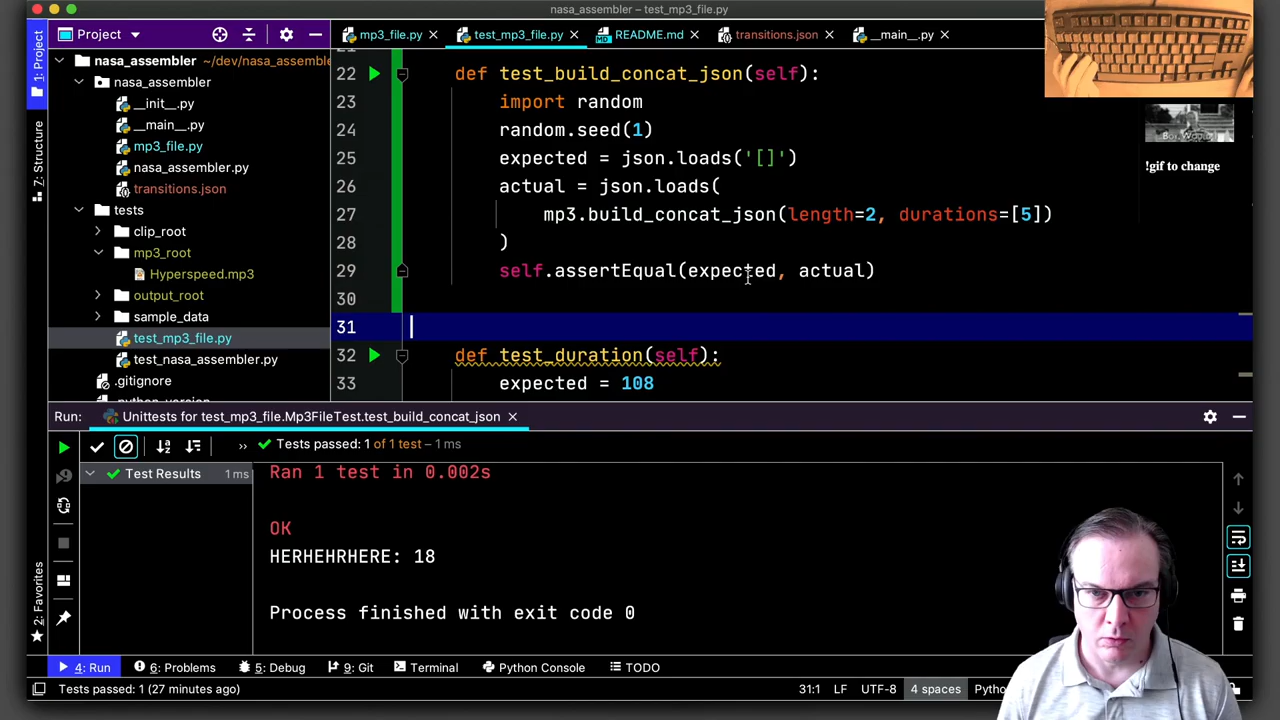 nasa_assembler – test_mp3_file.py
Project
mp3_file.py
test_mp3_file.py
README.md
transitions.json
__main__.py
1: Project
7: Structure
2: Favorites
nasa_assembler ~/dev/nasa_assemble
nasa_assembler
__init__.py
__main__.py
mp3_file.py
nasa_assembler.py
transitions.json
tests
clip_root
mp3_root
Hyperspeed.mp3
output_root
sample_data
test_mp3_file.py
test_nasa_assembler.py
.gitignore
.python_version
22 def test_build_concat_json(self):
23 import random
24 random.seed(1)
25 expected = json.loads('[]')
26 actual = json.loads(
27 mp3.build_concat_json(length=2, durations=[5])
28 )
29 self.assertEqual(expected, actual)
30
31
32 def test_duration(self):
33 expected = 108
!gif to change
Run: Unittests for test_mp3_file.Mp3FileTest.test_build_concat_json
» Tests passed: 1 of 1 test – 1 ms
Test Results 1 ms
Ran 1 test in 0.002s
OK
HERHEHRHERE: 18
Process finished with exit code 0
4: Run 6: Problems 5: Debug 9: Git Terminal Python Console TODO
Tests passed: 1 (27 minutes ago) 31:1 LF UTF-8 4 spaces Pytho